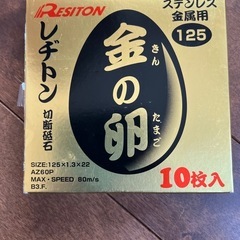 RESITON
ステンレス
金属用
125
レヂトン
切断砥石
金の卵
きん
たまご
SIZE:125×1.3×22
AZ60P
MAX・SPEED 80m/s
B3.F.
10枚入